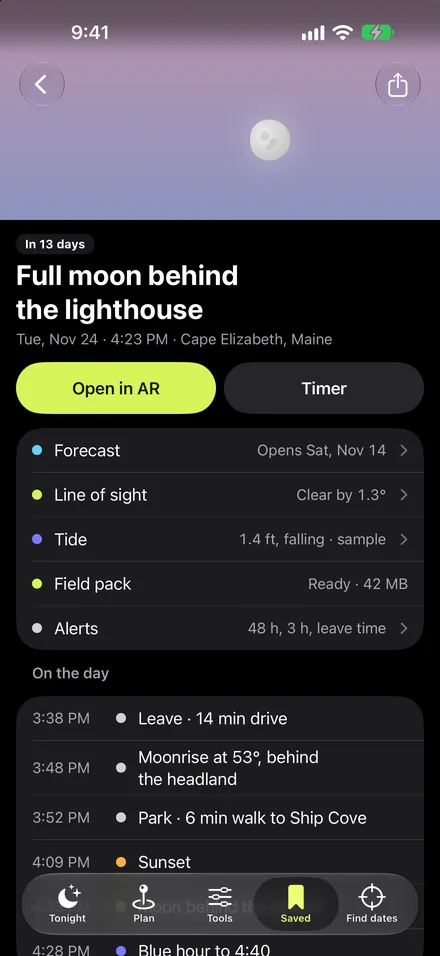 9:41
In 13 days
Full moon behind
the lighthouse
Tue, Nov 24 · 4:23 PM · Cape Elizabeth, Maine
Open in AR
Timer
Forecast
Opens Sat, Nov 14
Line of sight
Clear by 1.3°
Tide
1.4 ft, falling · sample
Field pack
Ready · 42 MB
Alerts
48 h, 3 h, leave time
On the day
3:38 PM
Leave · 14 min drive
3:48 PM
Moonrise at 53°, behind
the headland
3:52 PM
Park · 6 min walk to Ship Cove
4:09 PM
Sunset
moon behind the
Tonight
Plan
Tools
Saved
Find dates
4:28 PM
Blue hour to 4:40